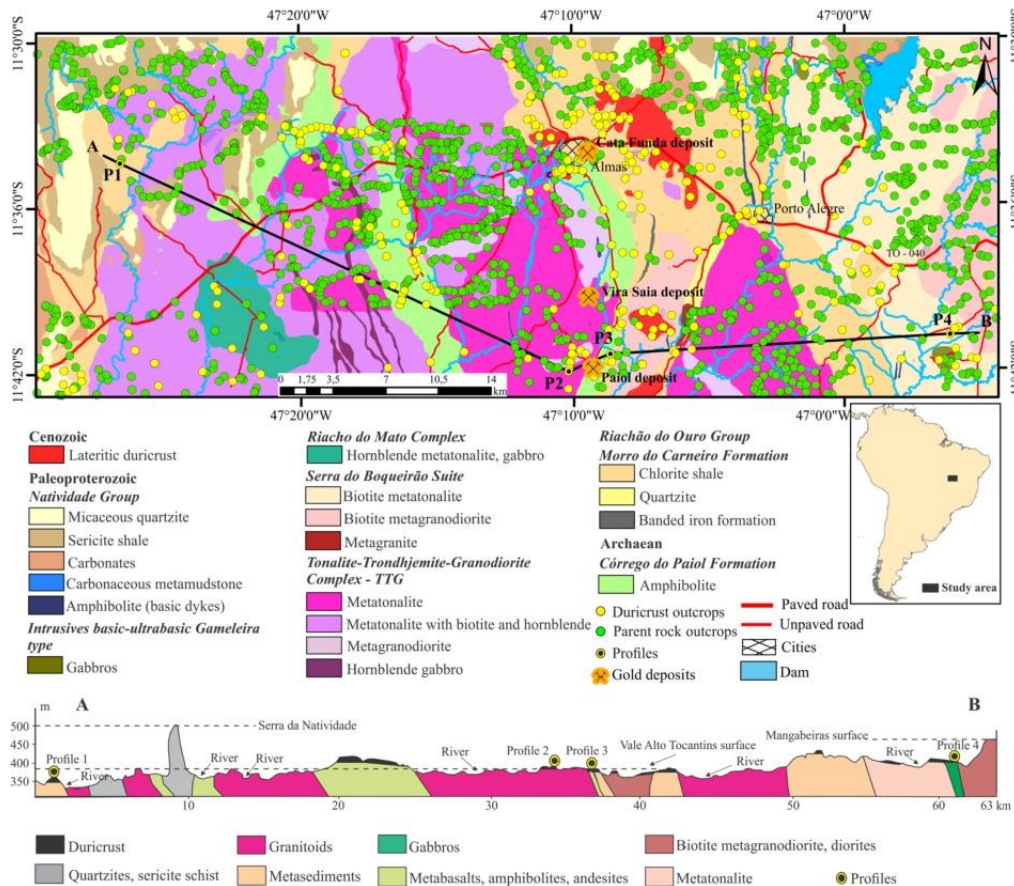 47°20'0"W
47°10'0"W
47°00'0"W
11°30'0"S
11°36'0"S
11°42'0"S
N
A
P1
Cata Funda deposit
Almas
Porto Alegre
TO - 040
Vira Saia deposit
P3
P4
B
P2
Paiol deposit
0 1,75 3,5 7 10,5 14
km
47°20'0"W
47°10'0"W
47°00'0"W
Cenozoic
Lateritic duricrust
Paleoproterozoic
Natividade Group
Micaceous quartzite
Sericite shale
Carbonates
Carbonaceous metamudstone
Amphibolite (basic dykes)
Intrusives basic-ultrabasic Gameleira
type
Gabbros
Riacho do Mato Complex
Hornblende metatonalite, gabbro
Serra do Boqueirão Suite
Biotite metatonalite
Biotite metagranodiorite
Metagranite
Tonalite-Trondhjemite-Granodiorite
Complex - TTG
Metatonalite
Metatonalite with biotite and hornblende
Metagranodiorite
Hornblende gabbro
Riachão do Ouro Group
Morro do Carneiro Formation
Chlorite shale
Quartzite
Banded iron formation
Archaean
Córrego do Paiol Formation
Amphibolite
Duricrust outcrops
Parent rock outcrops
Profiles
Gold deposits
Paved road
Unpaved road
Cities
Dam
Study area
A
B
m
500
450
400
350
Serra da Natividade
Profile 1
River
River
River
River
Profile 2
Profile 3
Vale Alto Tocantins surface
River
Mangabeiras surface
River
Profile 4
10 20 30 40 50 60 63 km
Duricrust
Granitoids
Gabbros
Biotite metagranodiorite, diorites
Quartzites, sericite schist
Metasediments
Metabasalts, amphibolites, andesites
Metatonalite
Profiles